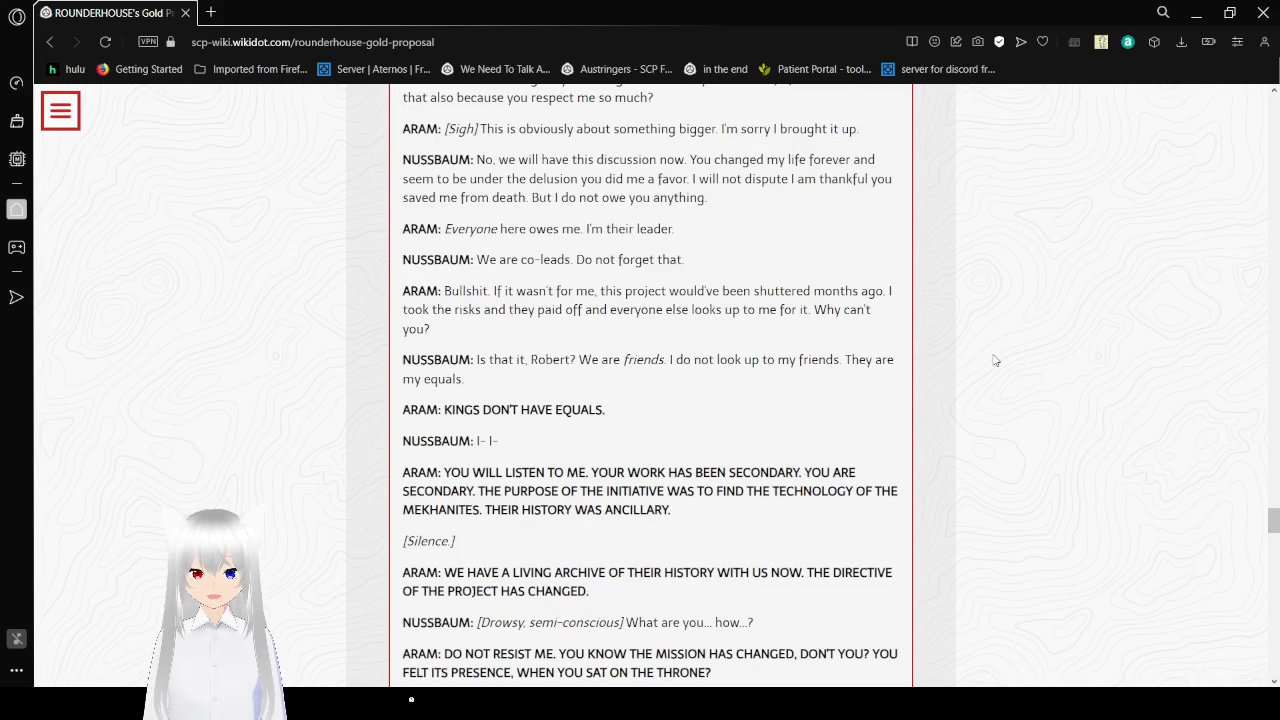 ROUNDERHOUSE's Gold P
scp-wiki.wikidot.com/rounderhouse-gold-proposal
VPN
hulu
Getting Started
Imported from Firef...
Server | Aternos | Fr...
We Need To Talk A...
Austringers - SCP F...
in the end
Patient Portal - tool...
server for discord fr...
that also because you respect me so much?
ARAM: [Sigh] This is obviously about something bigger. I'm sorry I brought it up.
NUSSBAUM: No, we will have this discussion now. You changed my life forever and
seem to be under the delusion you did me a favor. I will not dispute I am thankful you
saved me from death. But I do not owe you anything.
ARAM: Everyone here owes me. I'm their leader.
NUSSBAUM: We are co-leads. Do not forget that.
ARAM: Bullshit. If it wasn't for me, this project would've been shuttered months ago. I
took the risks and they paid off and everyone else looks up to me for it. Why can't
you?
NUSSBAUM: Is that it, Robert? We are friends. I do not look up to my friends. They are
my equals.
ARAM: KINGS DON'T HAVE EQUALS.
NUSSBAUM: I- I-
ARAM: YOU WILL LISTEN TO ME. YOUR WORK HAS BEEN SECONDARY. YOU ARE
SECONDARY. THE PURPOSE OF THE INITIATIVE WAS TO FIND THE TECHNOLOGY OF THE
MEKHANITES. THEIR HISTORY WAS ANCILLARY.
[Silence.]
ARAM: WE HAVE A LIVING ARCHIVE OF THEIR HISTORY WITH US NOW. THE DIRECTIVE
OF THE PROJECT HAS CHANGED.
NUSSBAUM: [Drowsy, semi-conscious] What are you... how...?
ARAM: DO NOT RESIST ME. YOU KNOW THE MISSION HAS CHANGED, DON'T YOU? YOU
FELT ITS PRESENCE, WHEN YOU SAT ON THE THRONE?